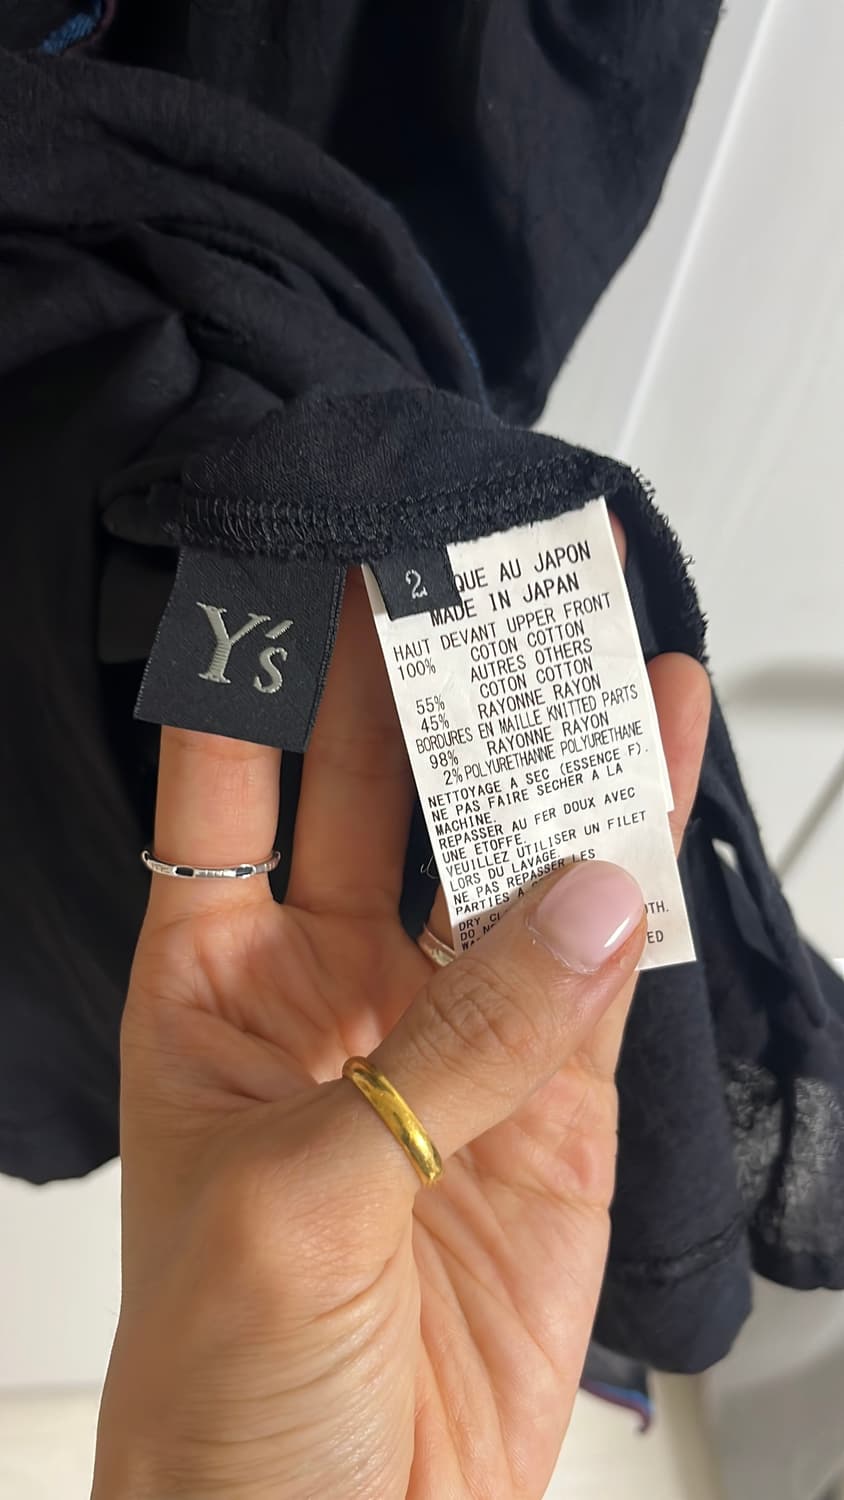 Y's
2
QUE AU JAPON
MADE IN JAPAN
HAUT DEVANT UPPER FRONT
100% COTON COTTON
AUTRES OTHERS
55% COTON COTTON
45% RAYONNE RAYON
BORDURES EN MAILLE KNITTED PARTS
98% RAYONNE RAYON
2% POLYURETHANNE POLYURETHANE
NETTOYAGE A SEC (ESSENCE F).
NE PAS FAIRE SECHER A LA
MACHINE.
REPASSER AU FER DOUX AVEC
UNE ETOFFE.
VEUILLEZ UTILISER UN FILET
LORS DU LAVAGE.
NE PAS REPASSER LES
PARTIES A
DRY OTH.
DO
ED